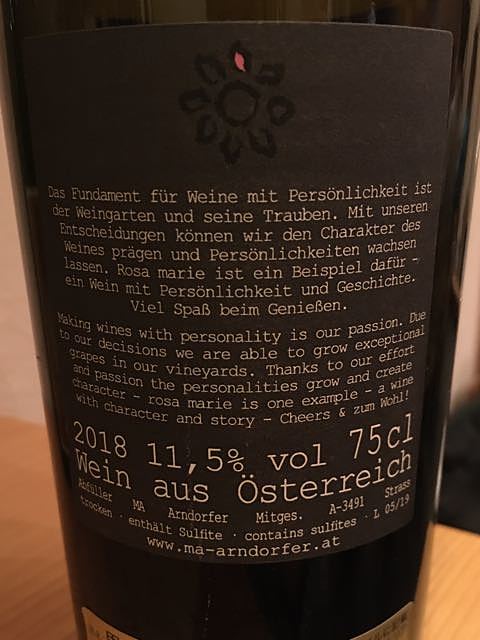 Das Fundament für Weine mit Persönlichkeit ist
der Weingarten und seine Trauben. Mit unseren
Entscheidungen können wir den Charakter des
Weines prägen und Persönlichkeiten wachsen
lassen. Rosa marie ist ein Beispiel dafür –
ein Wein mit Persönlichkeit und Geschichte.
Viel Spaß beim Genießen.
Making wines with personality is our passion. Due
to our decisions we are able to grow exceptional
grapes in our vineyards. Thanks to our effort
and passion the personalities grow and create
character – rosa marie is one example – a wine
with character and story – Cheers & zum Wohl!
2018 11,5% vol 75cl
Wein aus Österreich
Abfüller MA Arndorfer Mitges. A-3491 Strass
trocken · enthält Sulfite · contains sulfites · L 05/19
www.ma-arndorfer.at